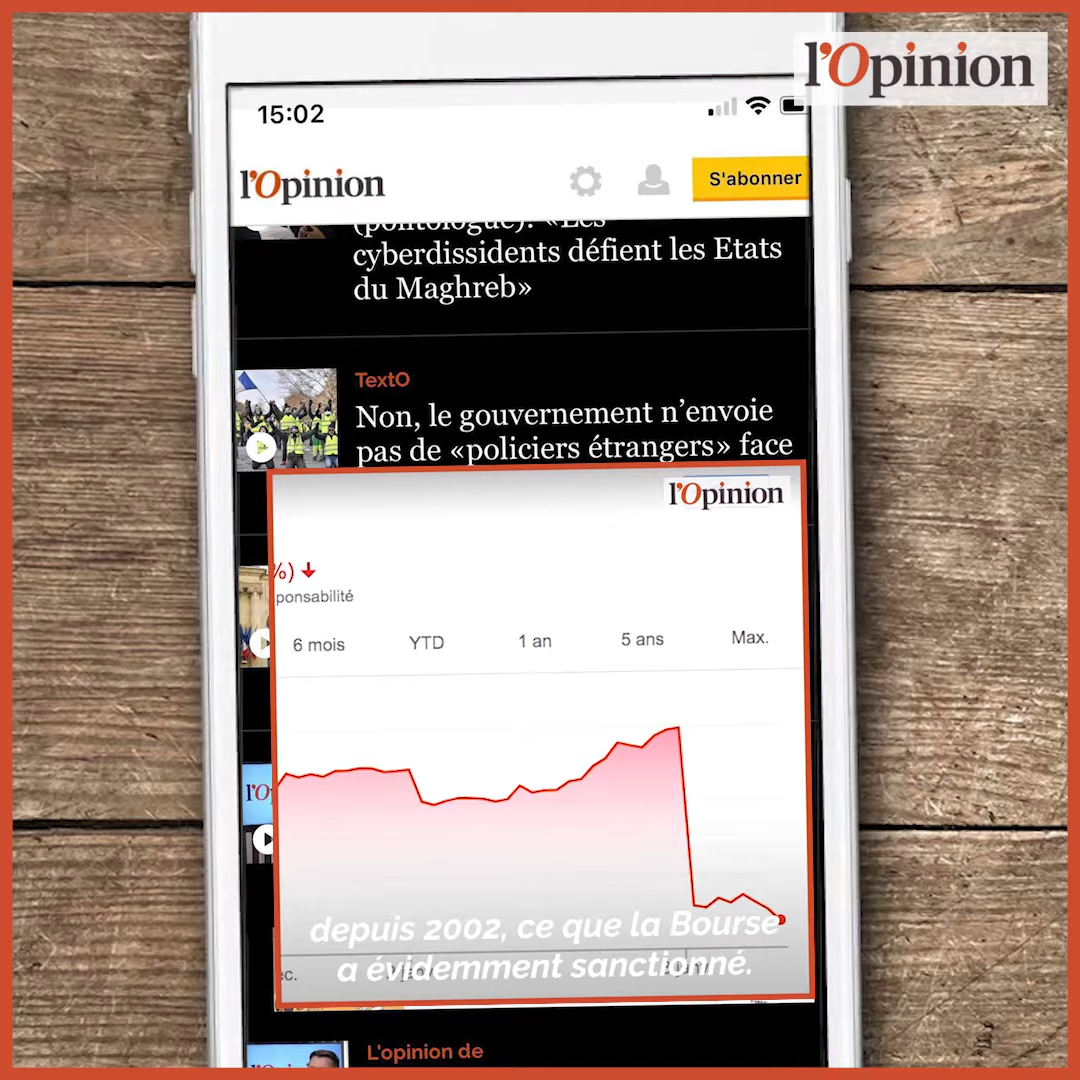 l'Opinion
15:02
l'Opinion
S'abonner
(politologue): «Les
cyberdissidents défient les Etats
du Maghreb»
TextO
Non, le gouvernement n'envoie
pas de «policiers étrangers» face
l'Opinion
%)
ponsabilité
6 mois YTD 1 an 5 ans Max.
depuis 2002, ce que la Bourse
a évidemment sanctionné.
l'O
L'opinion de